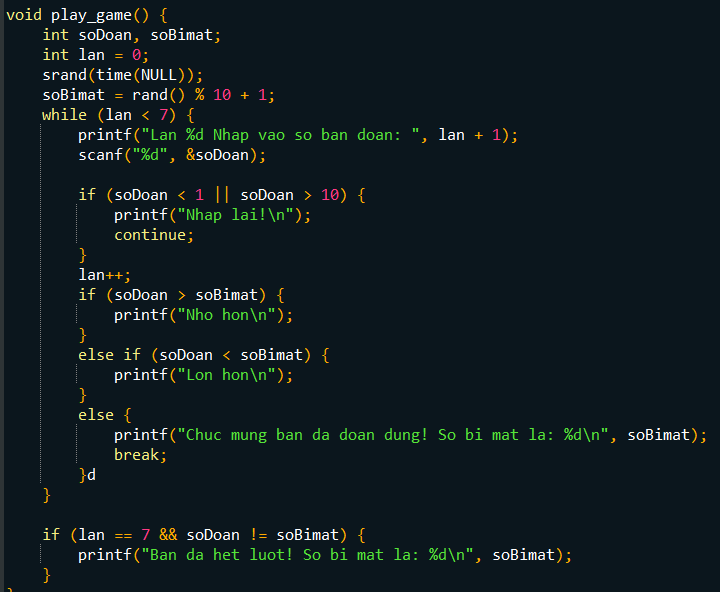 void play_game() {
    int soDoan, soBimat;
    int lan = 0;
    srand(time(NULL));
    soBimat = rand() % 10 + 1;
    while (lan < 7) {
        printf("Lan %d Nhap vao so ban doan: ", lan + 1);
        scanf("%d", &soDoan);

        if (soDoan < 1 || soDoan > 10) {
            printf("Nhap lai!\n");
            continue;
        }
        lan++;
        if (soDoan > soBimat) {
            printf("Nho hon\n");
        }
        else if (soDoan < soBimat) {
            printf("Lon hon\n");
        }
        else {
            printf("Chuc mung ban da doan dung! So bi mat la: %d\n", soBimat);
            break;
        }d
    }

    if (lan == 7 && soDoan != soBimat) {
        printf("Ban da het luot! So bi mat la: %d\n", soBimat);
    }
}